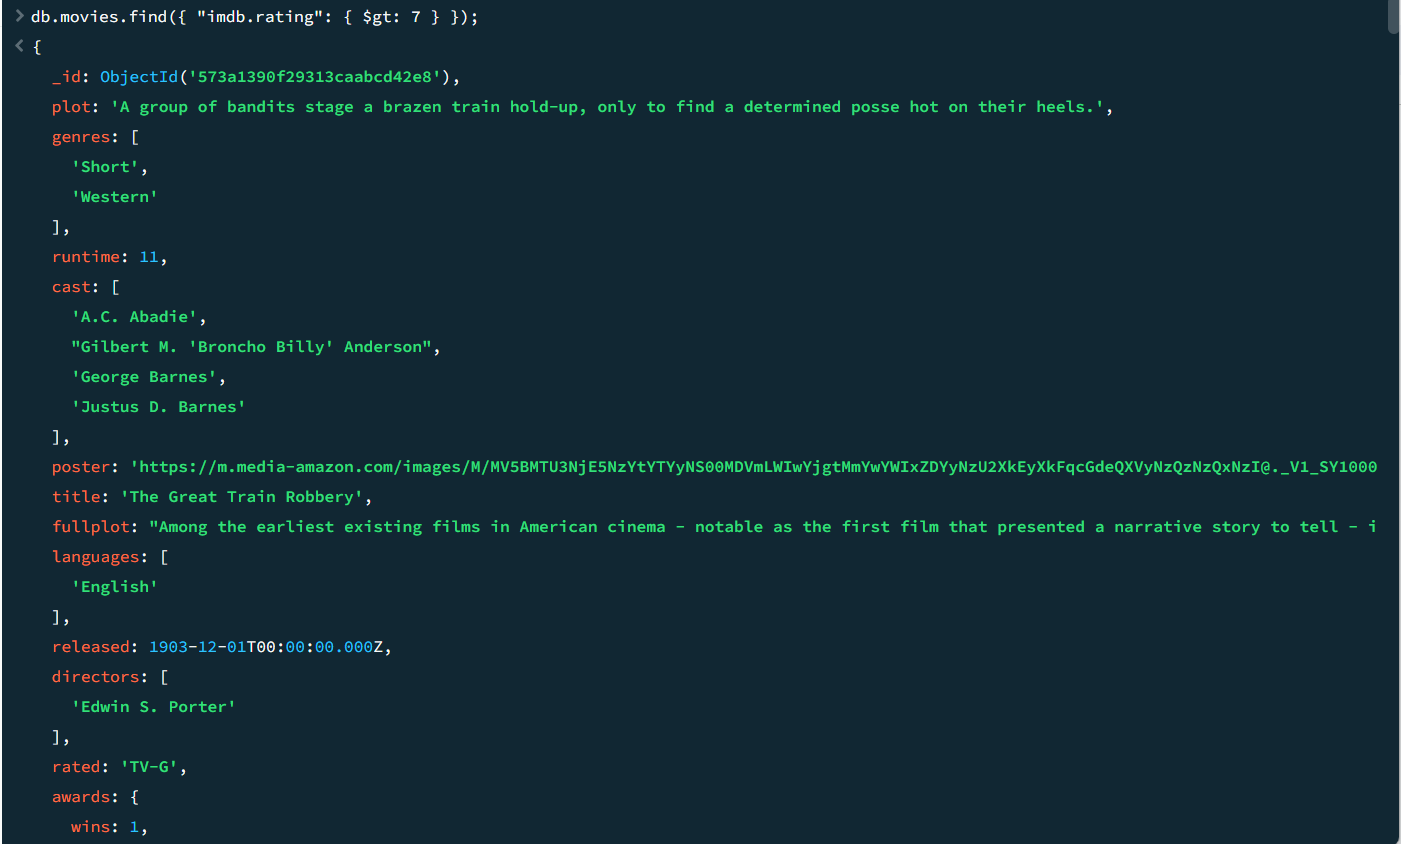 > db.movies.find({ "imdb.rating": { $gt: 7 } });
< {
_id: ObjectId('573a1390f29313caabcd42e8'),
plot: 'A group of bandits stage a brazen train hold-up, only to find a determined posse hot on their heels.',
genres: [
'Short',
'Western'
],
runtime: 11,
cast: [
'A.C. Abadie',
"Gilbert M. 'Broncho Billy' Anderson",
'George Barnes',
'Justus D. Barnes'
],
poster: 'https://m.media-amazon.com/images/M/MV5BMTU3NjE5NzYtYTYyNS00MDVmLWIwYjgtMmYwYWIxZDYyNzU2XkEyXkFqcGdeQXVyNzQzNzQxNzI@._V1_SY1000
title: 'The Great Train Robbery',
fullplot: "Among the earliest existing films in American cinema - notable as the first film that presented a narrative story to tell - i
languages: [
'English'
],
released: 1903-12-01T00:00:00.000Z,
directors: [
'Edwin S. Porter'
],
rated: 'TV-G',
awards: {
wins: 1,